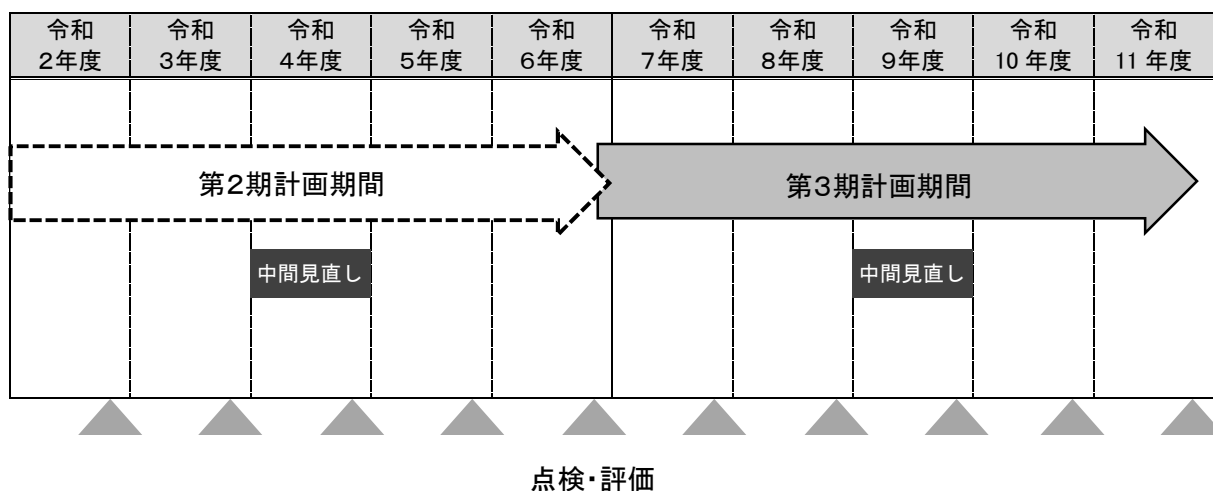 令和 令和 令和 令和 令和 令和 令和 令和 令和 令和
2年度 3年度 4年度 5年度 6年度 7年度 8年度 9年度 10年度 11年度
第2期計画期間 第3期計画期間
中間見直し 中間見直し
点検・評価